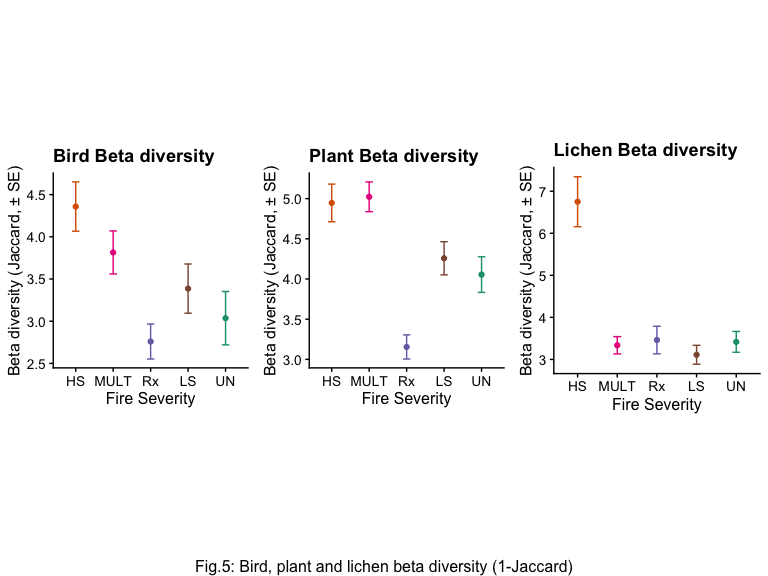 Bird Beta diversity
Beta diversity (Jaccard, ± SE)
4.5
4.0
3.5
3.0
2.5
HS MULT Rx LS UN
Fire Severity
Plant Beta diversity
Beta diversity (Jaccard, ± SE)
5.0
4.5
4.0
3.5
3.0
HS MULT Rx LS UN
Fire Severity
Lichen Beta diversity
Beta diversity (Jaccard, ± SE)
7
6
5
4
3
HS MULT Rx LS UN
Fire Severity
Fig.5: Bird, plant and lichen beta diversity (1-Jaccard)